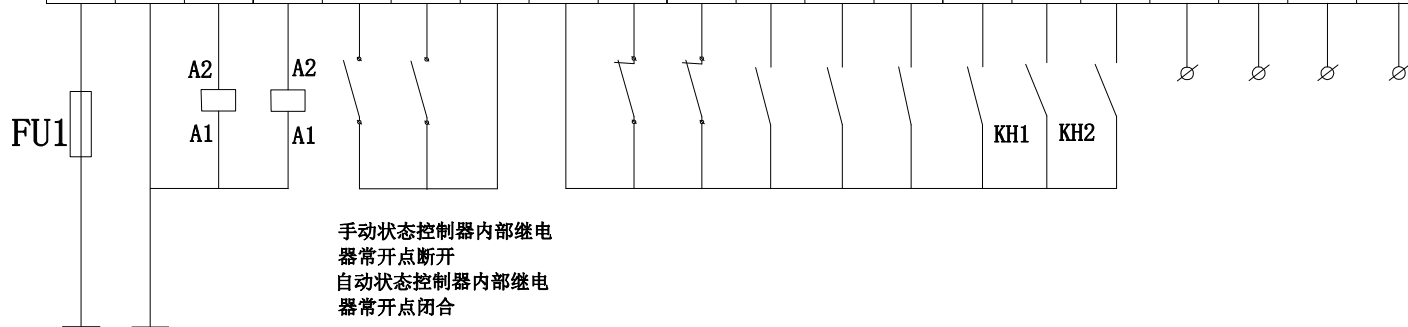 A2
A2
FU1
A1
A1
KH1
KH2
手动状态控制器内部继电
器常开点断开
自动状态控制器内部继电
器常开点闭合